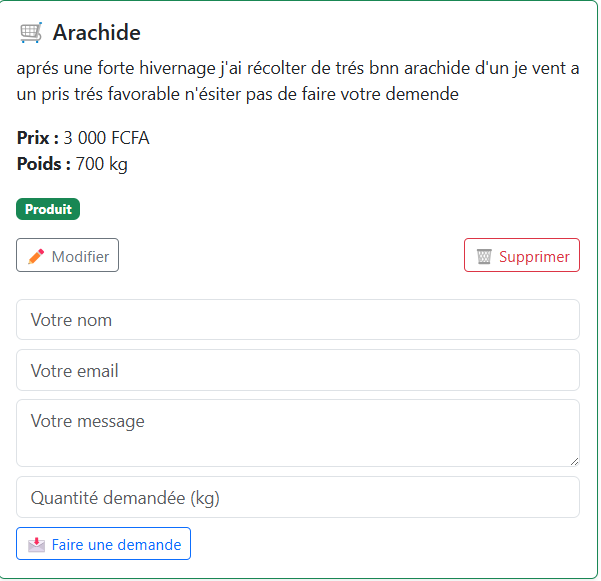 Arachide
aprés une forte hivernage j'ai récolter de trés bnn arachide d'un je vent a
un pris trés favorable n'ésiter pas de faire votre demende
Prix : 3 000 FCFA
Poids : 700 kg
Produit
Modifier
Supprimer
Votre nom
Votre email
Votre message
Quantité demandée (kg)
Faire une demande